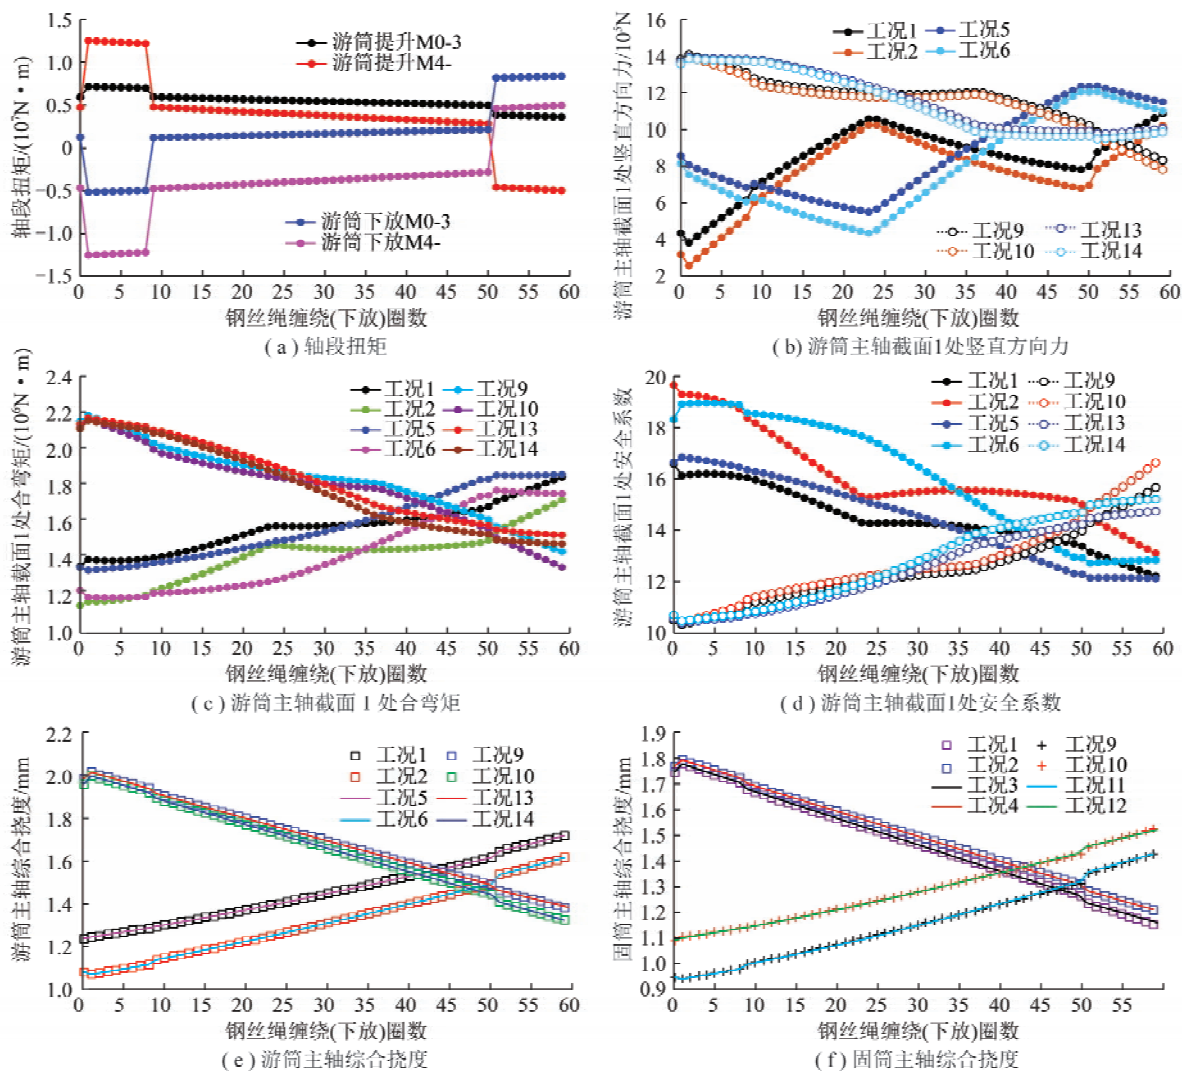 1.5
1.0
0.5
0
−0.5
−1.0
−1.5
轴段扭矩/(10⁵N·m)
游筒提升M0-3
游筒提升M4-
游筒下放M0-3
游筒下放M4-
0 5 10 15 20 25 30 35 40 45 50 55 60
钢丝绳缠绕(下放)圈数
(a)轴段扭矩
16
14
12
10
8
6
4
2
游筒主轴截面1处竖直方向力/10⁵N
工况1 工况5
工况2 工况6
工况9 工况13
工况10 工况14
0 5 10 15 20 25 30 35 40 45 50 55 60
钢丝绳缠绕(下放)圈数
(b)游筒主轴截面1处竖直方向力
2.4
2.2
2.0
1.8
1.6
1.4
1.2
1.0
游筒主轴载面1处合弯矩/(10⁶N·m)
工况1 工况9
工况2 工况10
工况5 工况13
工况6 工况14
0 5 10 15 20 25 30 35 40 45 50 55 60
钢丝绳缠绕(下放)圈数
(c)游筒主轴截面1处合弯矩
20
18
16
14
12
10
游筒主轴截面1处安全系数
工况1 工况9
工况2 工况10
工况5 工况13
工况6 工况14
0 5 10 15 20 25 30 35 40 45 50 55 60
钢丝绳缠绕(下放)圈数
(d)游筒主轴截面1处安全系数
2.2
2.0
1.8
1.6
1.4
1.2
1.0
游筒主轴综合挠度/mm
工况1 工况9
工况2 工况10
工况5 工况13
工况6 工况14
0 5 10 15 20 25 30 35 40 45 50 55 60
钢丝绳缠绕(下放)圈数
(e)游筒主轴综合挠度
1.9
1.8
1.7
1.6
1.5
1.4
1.3
1.2
1.1
1.0
0.9
固筒主轴综合挠度/mm
工况1 工况9
工况2 工况10
工况3 工况11
工况4 工况12
0 5 10 15 20 25 30 35 40 45 50 55
钢丝绳缠绕(下放)圈数
(f)固筒主轴综合挠度